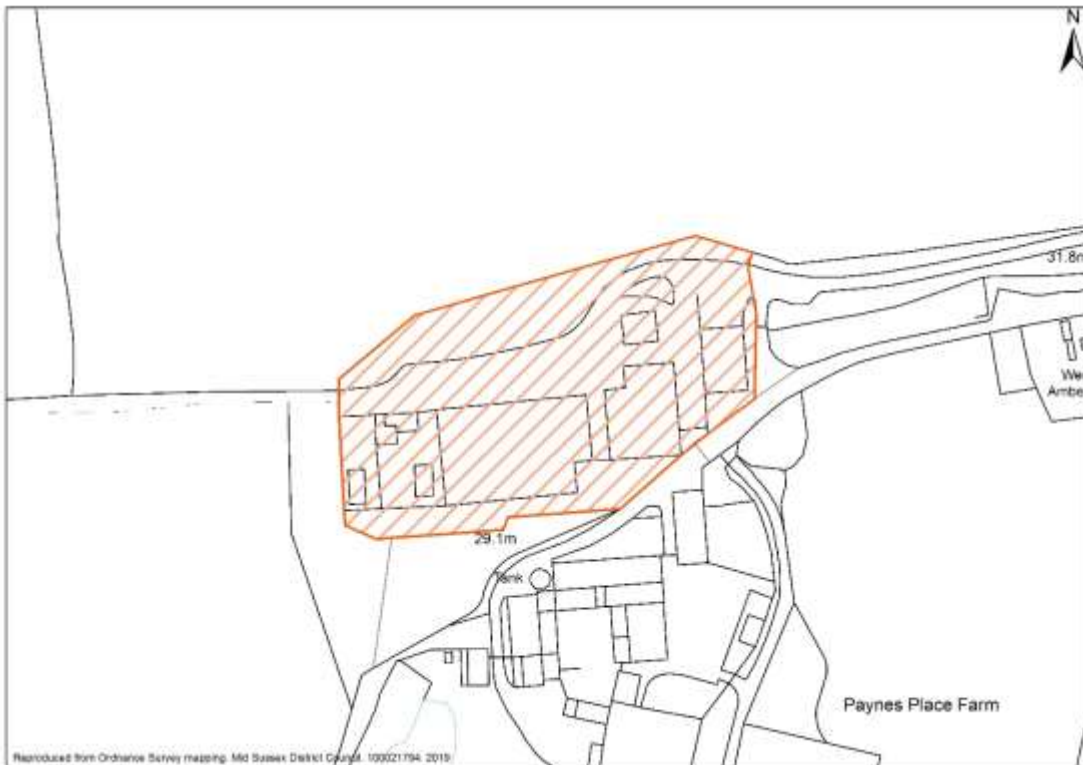 N
31.8m
29.1m
Tank
Paynes Place Farm
Reproduced from Ordnance Survey mapping. Mid Sussex District Council. 100021794. 2019